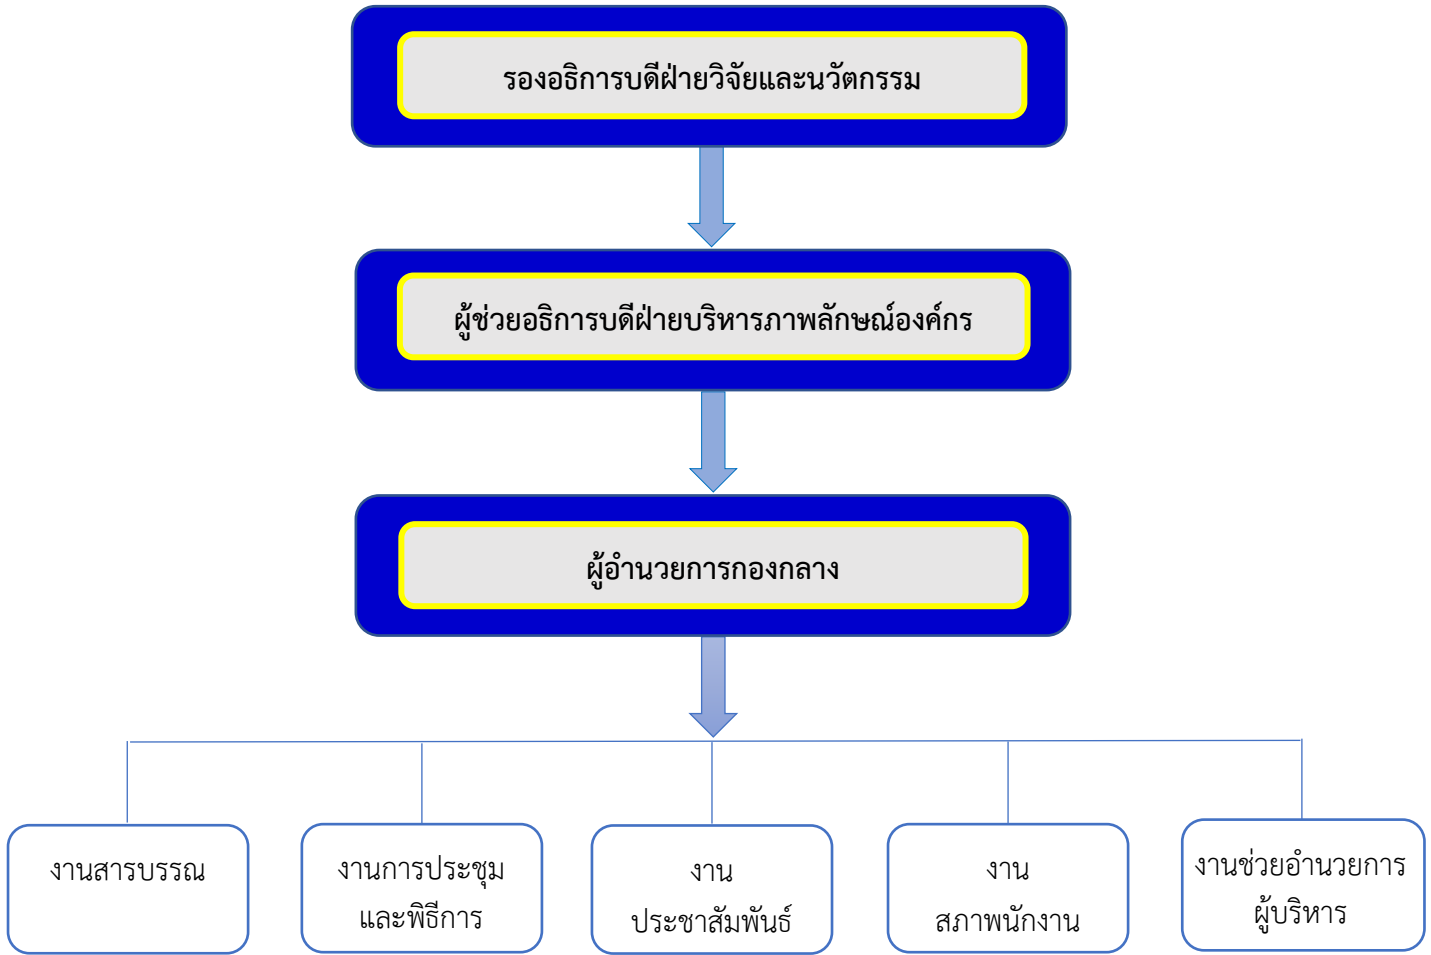 รองอธิการบดีฝ่ายวิจัยและนวัตกรรม
ผู้ช่วยอธิการบดีฝ่ายบริหารภาพลักษณ์องค์กร
ผู้อำนวยการกองกลาง
งานสารบรรณ
งานการประชุม
และพิธีการ
งาน
ประชาสัมพันธ์
งาน
สภาพนักงาน
งานช่วยอำนวยการ
ผู้บริหาร